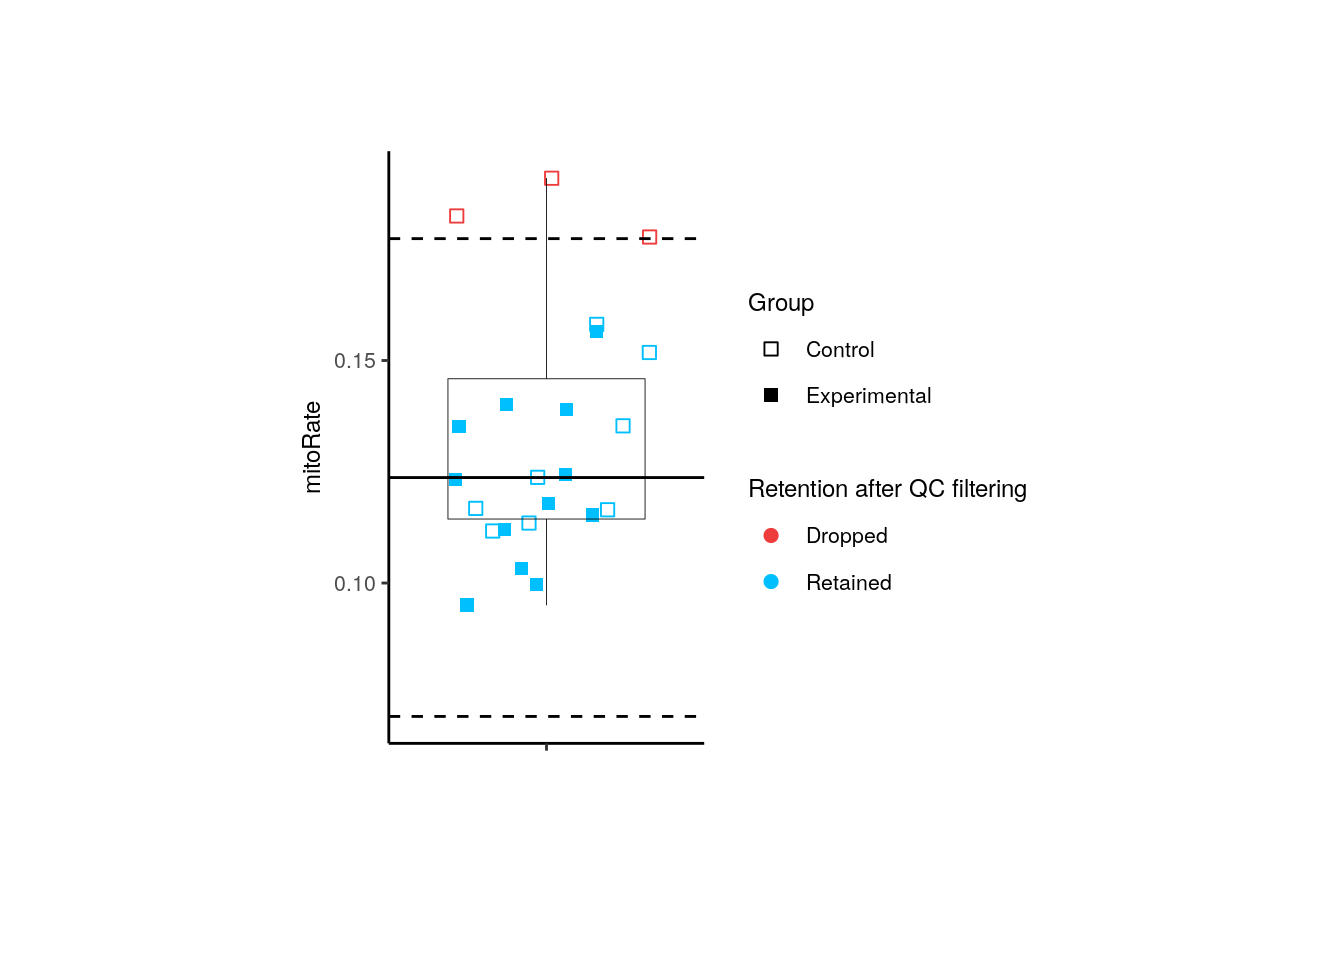 mitoRate
0.15
0.10
Group
Control
Experimental
Retention after QC filtering
Dropped
Retained